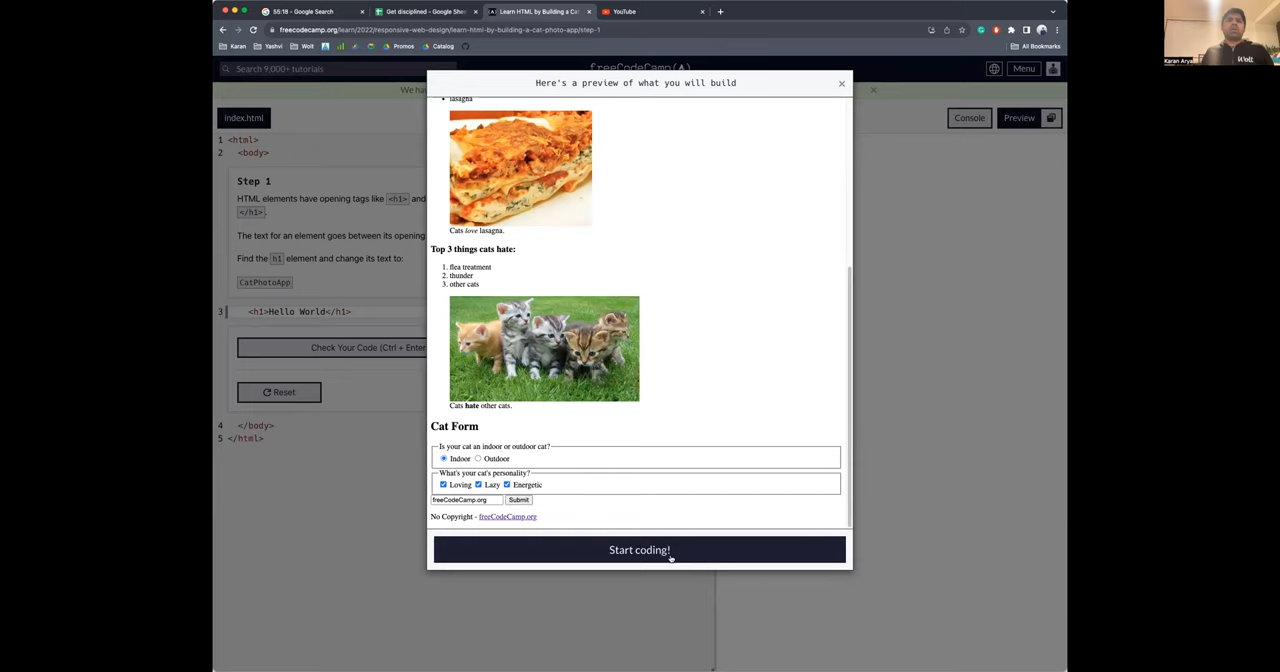 55:18 - Google Search
Get disciplined - Google She
Learn HTML by Building a Cat
YouTube
freecodecamp.org/learn/2022/responsive-web-design/learn-html-by-building-a-cat-photo-app/step-1
Karan
Yashvi
Wolt
Promos
Catalog
All Bookmarks
Karan Arya
Wolt
Search 9,000+ tutorials
freeCodeCamp(
Menu
We hav
Here's a preview of what you will build
index.html
Console
Preview
1 <html>
2 <body>
Step 1
HTML elements have opening tags like <h1> and
</h1>.
The text for an element goes between its opening
Find the h1 element and change its text to:
CatPhotoApp
3 <h1>Hello World</h1>
Check Your Code (Ctrl + Enter
Reset
4 </body>
5 </html>
lasagna
Cats love lasagna.
Top 3 things cats hate:
1. flea treatment
2. thunder
3. other cats
Cats hate other cats.
Cat Form
Is your cat an indoor or outdoor cat?
Indoor Outdoor
What's your cat's personality?
Loving Lazy Energetic
freeCodeCamp.org Submit
No Copyright - freeCodeCamp.org
Start coding!